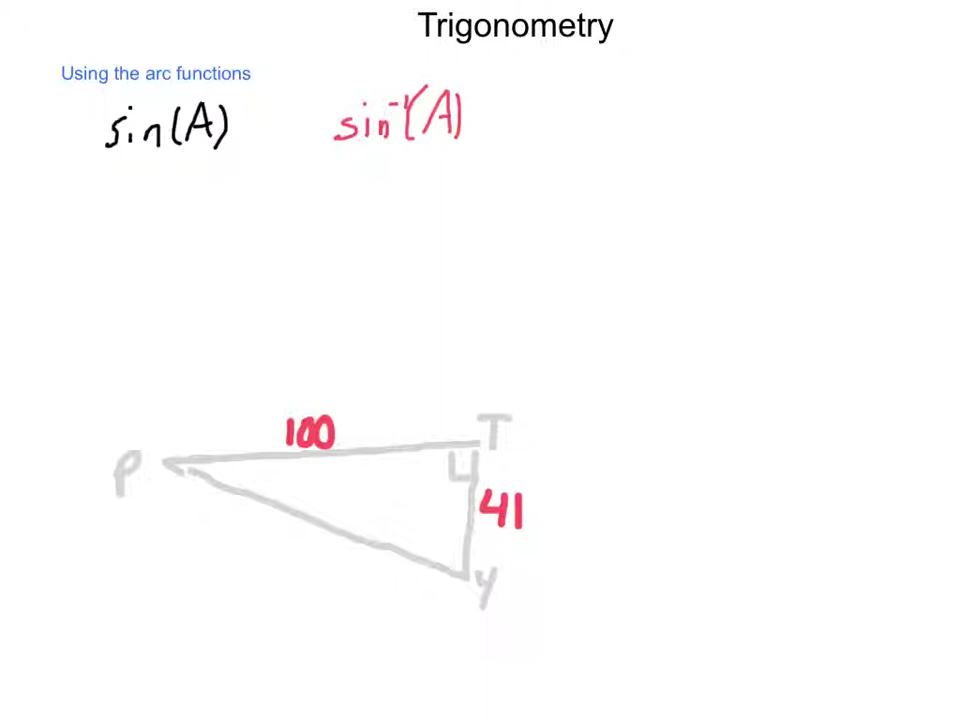 Trigonometry
Using the arc functions
sin(A) sin⁻¹(A)
100 T
P
41
Y